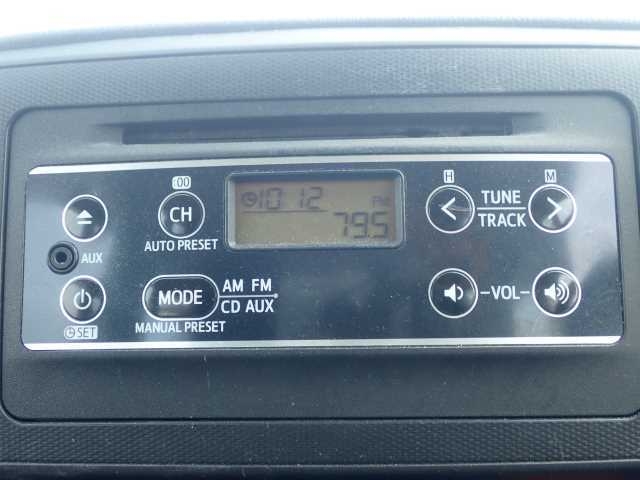 :00
H
M
CH
10 12
FM
79.5
TUNE
TRACK
AUTO PRESET
AUX
MODE
AM FM
CD AUX
VOL
SET
MANUAL PRESET